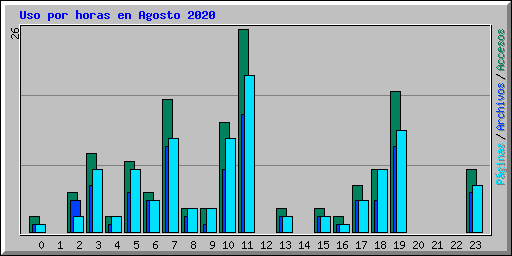 Uso por horas en Agosto 2020
26
Páginas / Archivos / Accesos
0 1 2 3 4 5 6 7 8 9 10 11 12 13 14 15 16 17 18 19 20 21 22 23